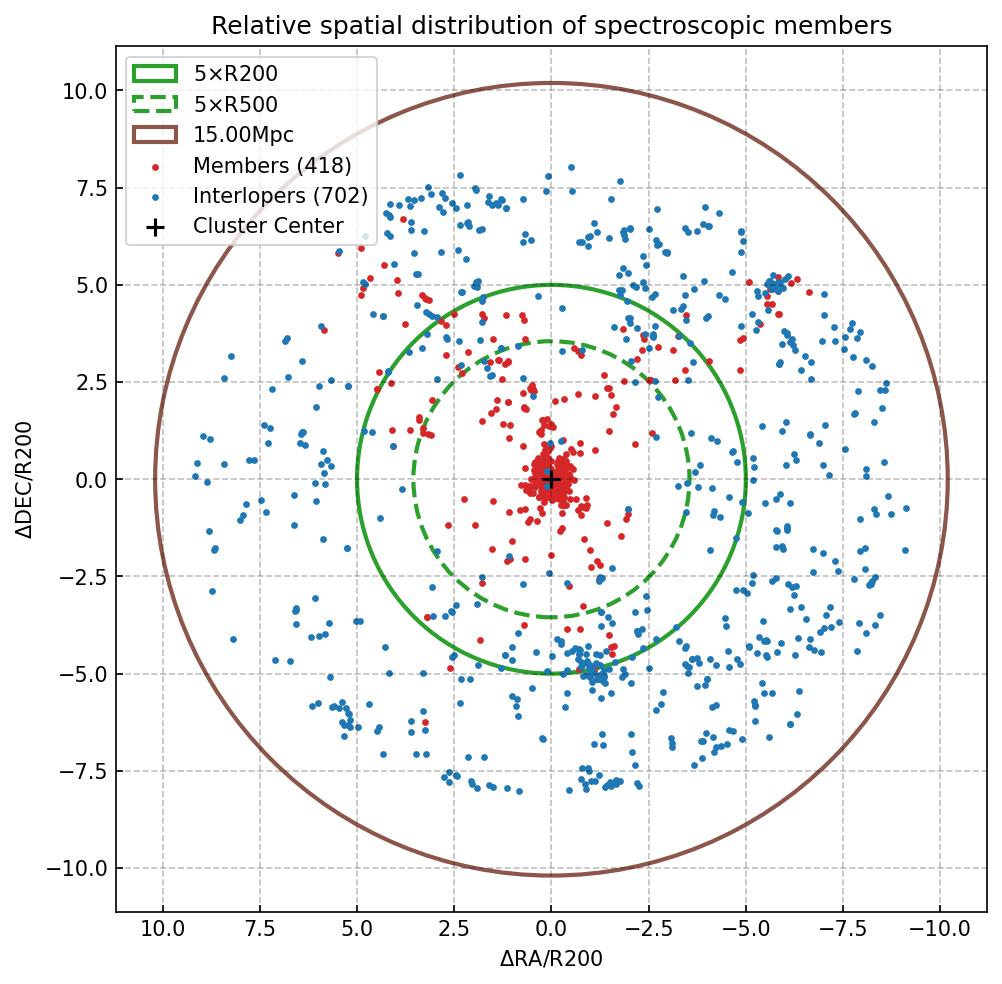 Relative spatial distribution of spectroscopic members
5×R200
5×R500
15.00Mpc
Members (418)
Interlopers (702)
Cluster Center
10.0
7.5
5.0
2.5
0.0
−2.5
−5.0
−7.5
−10.0
ΔDEC/R200
10.0 7.5 5.0 2.5 0.0 −2.5 −5.0 −7.5 −10.0
ΔRA/R200